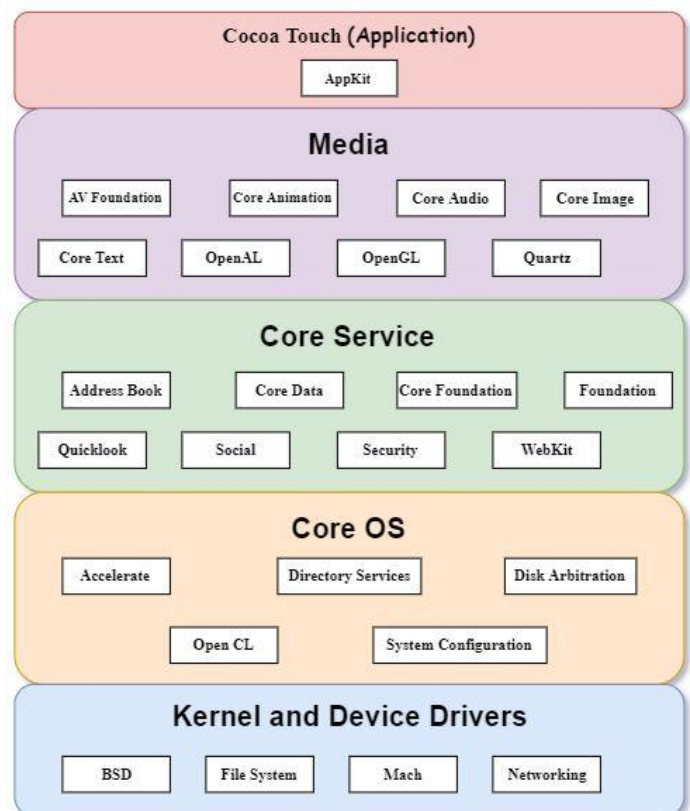 Cocoa Touch (Application)
AppKit
Media
AV Foundation
Core Animation
Core Audio
Core Image
Core Text
OpenAL
OpenGL
Quartz
Core Service
Address Book
Core Data
Core Foundation
Foundation
Quicklook
Social
Security
WebKit
Core OS
Accelerate
Directory Services
Disk Arbitration
Open CL
System Configuration
Kernel and Device Drivers
BSD
File System
Mach
Networking